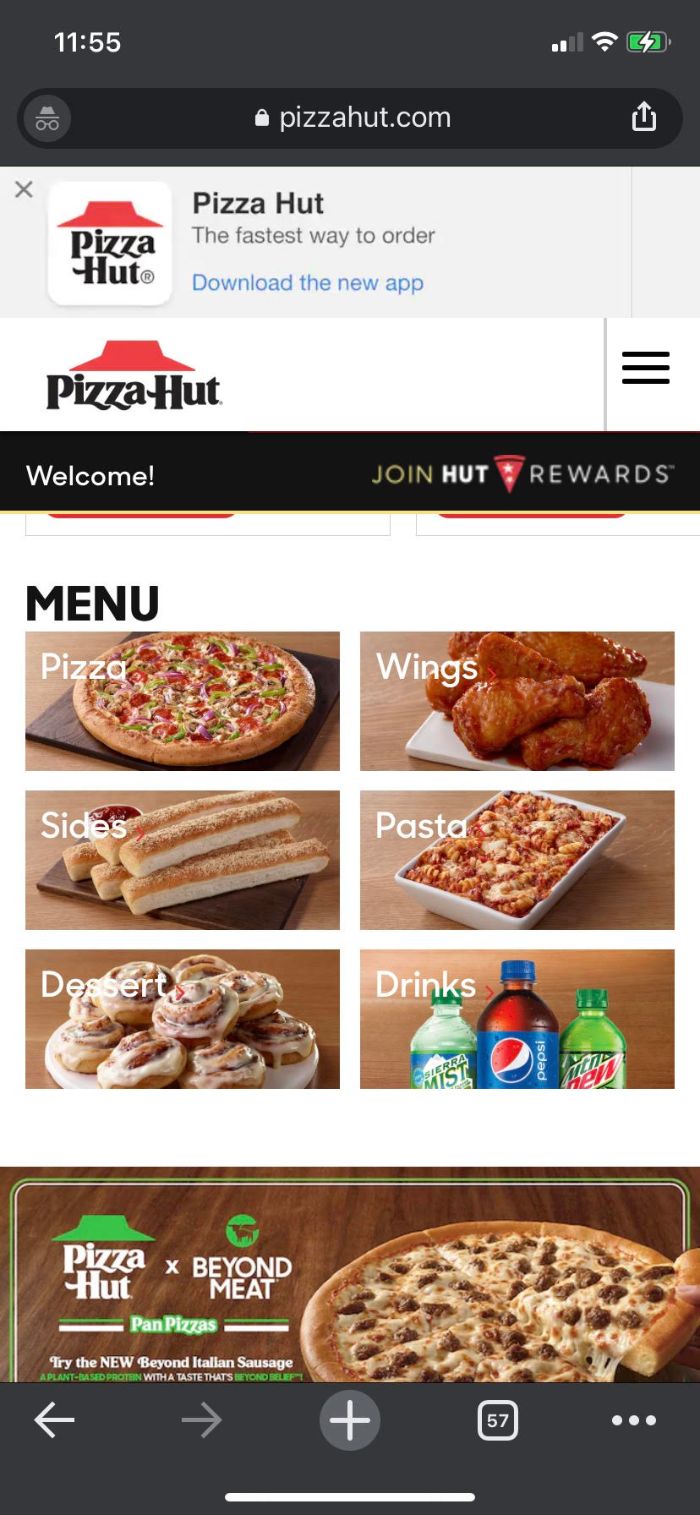 11:55
pizzahut.com
Pizza Hut
The fastest way to order
Download the new app
Pizza
Hut®
Pizza Hut
Welcome!
JOIN HUT REWARDS™
MENU
Pizza
Wings
Sides
Pasta
Dessert
Drinks
SIERRA
MIST
pepsi
Mtn
DEW
Pizza
Hut
x BEYOND
MEAT
Pan Pizzas
Try the NEW Beyond Italian Sausage
A PLANT-BASED PROTEIN WITH A TASTE THAT'S BEYOND BELIEF™!
57